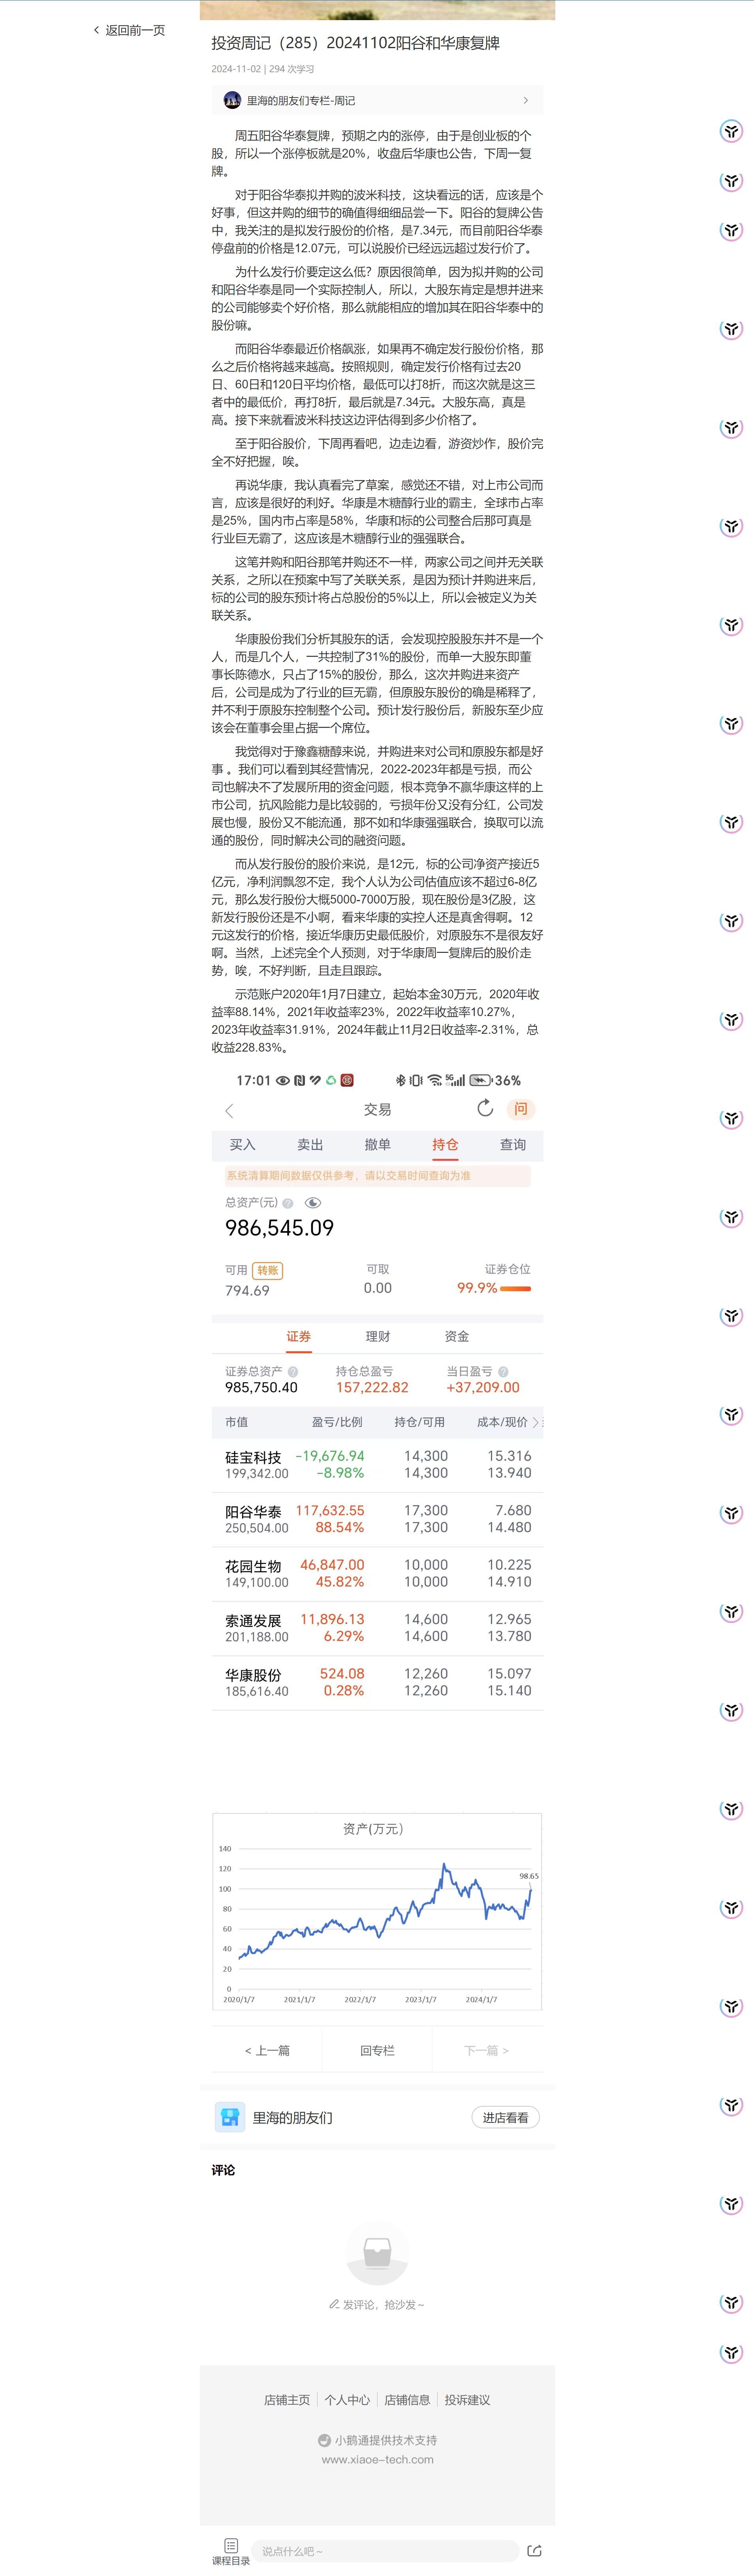 返回前一页
投资周记（285）20241102阳谷和华康复牌
2024-11-02 | 294 次学习
里海的朋友们专栏-周记
周五阳谷华泰复牌，预期之内的涨停，由于是创业板的个
股，所以一个涨停板就是20%，收盘后华康也公告，下周一复
牌。
对于阳谷华泰拟并购的波米科技，这块看远的话，应该是个
好事，但这并购的细节的确值得细细品尝一下。阳谷的复牌公告
中，我关注的是拟发行股份的价格，是7.34元，而目前阳谷华泰
停盘前的价格是12.07元，可以说股价已经远远超过发行价了。
为什么发行价要定这么低？原因很简单，因为拟并购的公司
和阳谷华泰是同一个实际控制人，所以，大股东肯定是想并进来
的公司能够卖个好价格，那么就能相应的增加其在阳谷华泰中的
股份嘛。
而阳谷华泰最近价格飙涨，如果再不确定发行股份价格，那
么之后价格将越来越高。按照规则，确定发行价格有过去20
日、60日和120日平均价格，最低可以打8折，而这次就是这三
者中的最低价，再打8折，最后就是7.34元。大股东高，真是
高。接下来就看波米科技这边评估得到多少价格了。
至于阳谷股价，下周再看吧，边走边看，游资炒作，股价完
全不好把握，唉。
再说华康，我认真看完了草案，感觉还不错，对上市公司而
言，应该是很好的利好。华康是木糖醇行业的霸主，全球市占率
是25%，国内市占率是58%，华康和标的公司整合后那可真是
行业巨无霸了，这应该是木糖醇行业的强强联合。
这笔并购和阳谷那笔并购还不一样，两家公司之间并无关联
关系，之所以在预案中写了关联关系，是因为预计并购进来后，
标的公司的股东预计将占总股份的5%以上，所以会被定义为关
联关系。
华康股份我们分析其股东的话，会发现控股股东并不是一个
人，而是几个人，一共控制了31%的股份，而单一大股东即董
事长陈德水，只占了15%的股份，那么，这次并购进来资产
后，公司是成为了行业的巨无霸，但原股东股份的确是稀释了，
并不利于原股东控制整个公司。预计发行股份后，新股东至少应
该会在董事会里占据一个席位。
我觉得对于豫鑫糖醇来说，并购进来对公司和原股东都是好
事 。我们可以看到其经营情况，2022-2023年都是亏损，而公
司也解决不了发展所用的资金问题，根本竞争不赢华康这样的上
市公司，抗风险能力是比较弱的，亏损年份又没有分红，公司发
展也慢，股份又不能流通，那不如和华康强强联合，换取可以流
通的股份，同时解决公司的融资问题。
而从发行股份的股价来说，是12元，标的公司净资产接近5
亿元，净利润飘忽不定，我个人认为公司估值应该不超过6-8亿
元，那么发行股份大概5000-7000万股，现在股份是3亿股，这
新发行股份还是不小啊，看来华康的实控人还是真舍得啊。12
元这发行的价格，接近华康历史最低股价，对原股东不是很友好
啊。当然，上述完全个人预测，对于华康周一复牌后的股价走
势，唉，不好判断，且走且跟踪。
示范账户2020年1月7日建立，起始本金30万元，2020年收
益率88.14%，2021年收益率23%，2022年收益率10.27%，
2023年收益率31.91%，2024年截止11月2日收益率-2.31%，总
收益228.83%。
17:01 5G 36%
交易 问
买入 卖出 撤单 持仓 查询
系统清算期间数据仅供参考，请以交易时间查询为准
总资产(元)
986,545.09
可用 转账 可取 证券仓位
794.69 0.00 99.9%
证券 理财 资金
证券总资产 持仓总盈亏 当日盈亏
985,750.40 157,222.82 +37,209.00
市值 盈亏/比例 持仓/可用 成本/现价
硅宝科技 -19,676.94 14,300 15.316
199,342.00 -8.98% 14,300 13.940
阳谷华泰 117,632.55 17,300 7.680
250,504.00 88.54% 17,300 14.480
花园生物 46,847.00 10,000 10.225
149,100.00 45.82% 10,000 14.910
索通发展 11,896.13 14,600 12.965
201,188.00 6.29% 14,600 13.780
华康股份 524.08 12,260 15.097
185,616.40 0.28% 12,260 15.140
资产(万元)
140
120
100
80
60
40
20
0
98.65
2020/1/7 2021/1/7 2022/1/7 2023/1/7 2024/1/7
< 上一篇 回专栏 下一篇 >
里海的朋友们 进店看看
评论
发评论，抢沙发~
店铺主页 个人中心 店铺信息 投诉建议
小鹅通提供技术支持
www.xiaoe-tech.com
课程目录 说点什么吧~